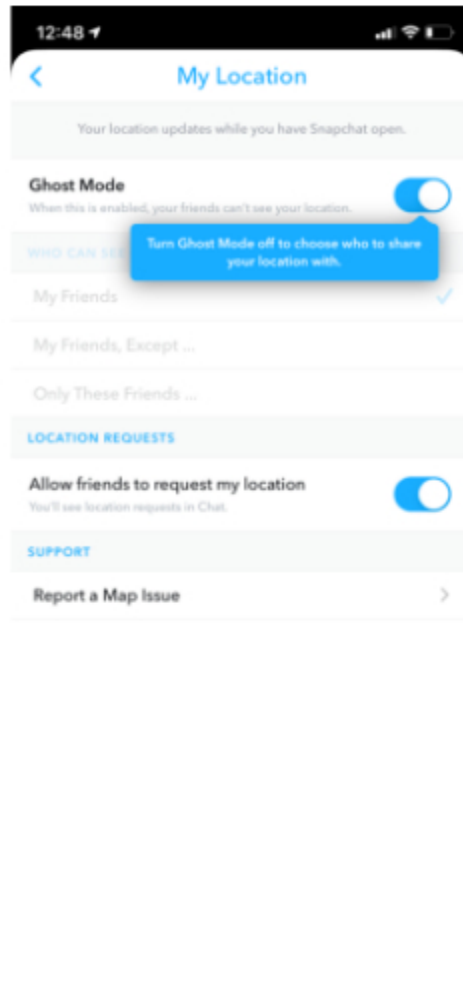 12:48
My Location
Your location updates while you have Snapchat open.
Ghost Mode
When this is enabled, your friends can't see your location.
Turn Ghost Mode off to choose who to share
your location with.
WHO CAN SEE
My Friends
My Friends, Except ...
Only These Friends ...
LOCATION REQUESTS
Allow friends to request my location
You'll see location requests in Chat.
SUPPORT
Report a Map Issue